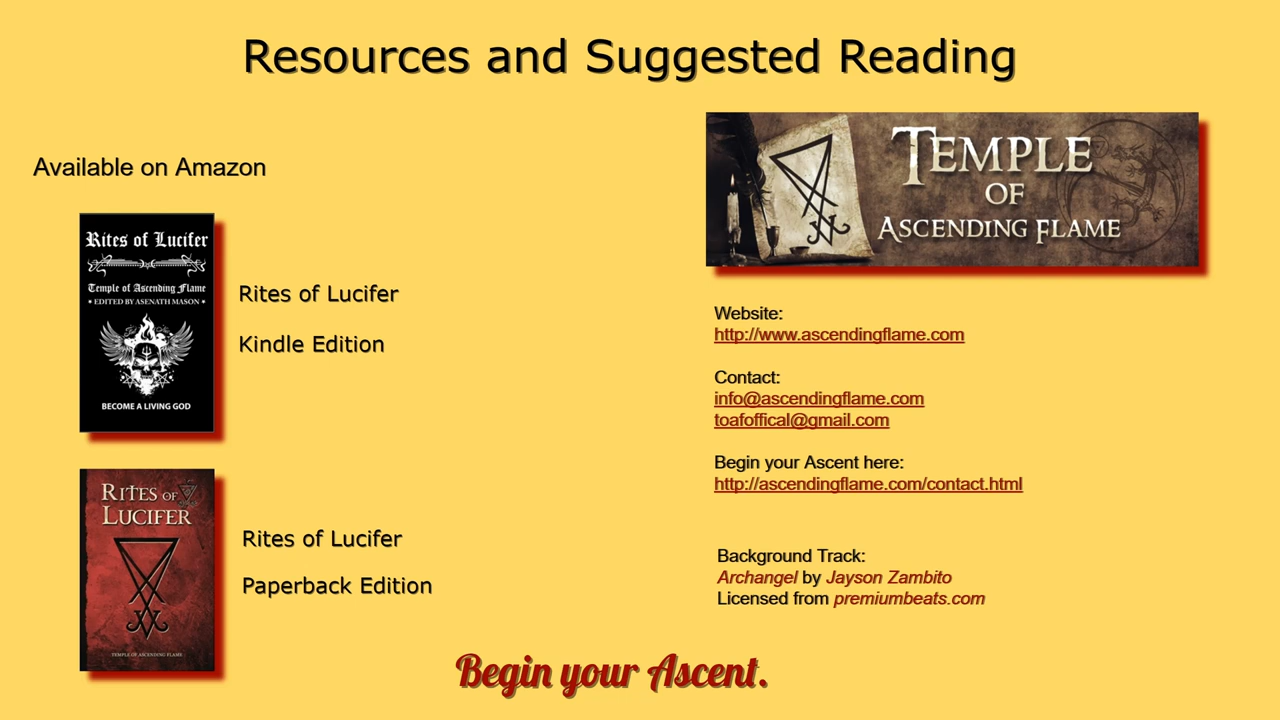 Resources and Suggested Reading
Available on Amazon
Rites of Lucifer
Temple of Ascending Flame
* EDITED BY ASENATH MASON *
BECOME A LIVING GOD
Rites of Lucifer
Kindle Edition
RITES OF
LUCIFER
TEMPLE OF ASCENDING FLAME
Rites of Lucifer
Paperback Edition
TEMPLE
OF
ASCENDING FLAME
Website:
http://www.ascendingflame.com
Contact:
info@ascendingflame.com
toafoffical@gmail.com
Begin your Ascent here:
http://ascendingflame.com/contact.html
Background Track:
Archangel by Jayson Zambito
Licensed from premiumbeats.com
Begin your Ascent.